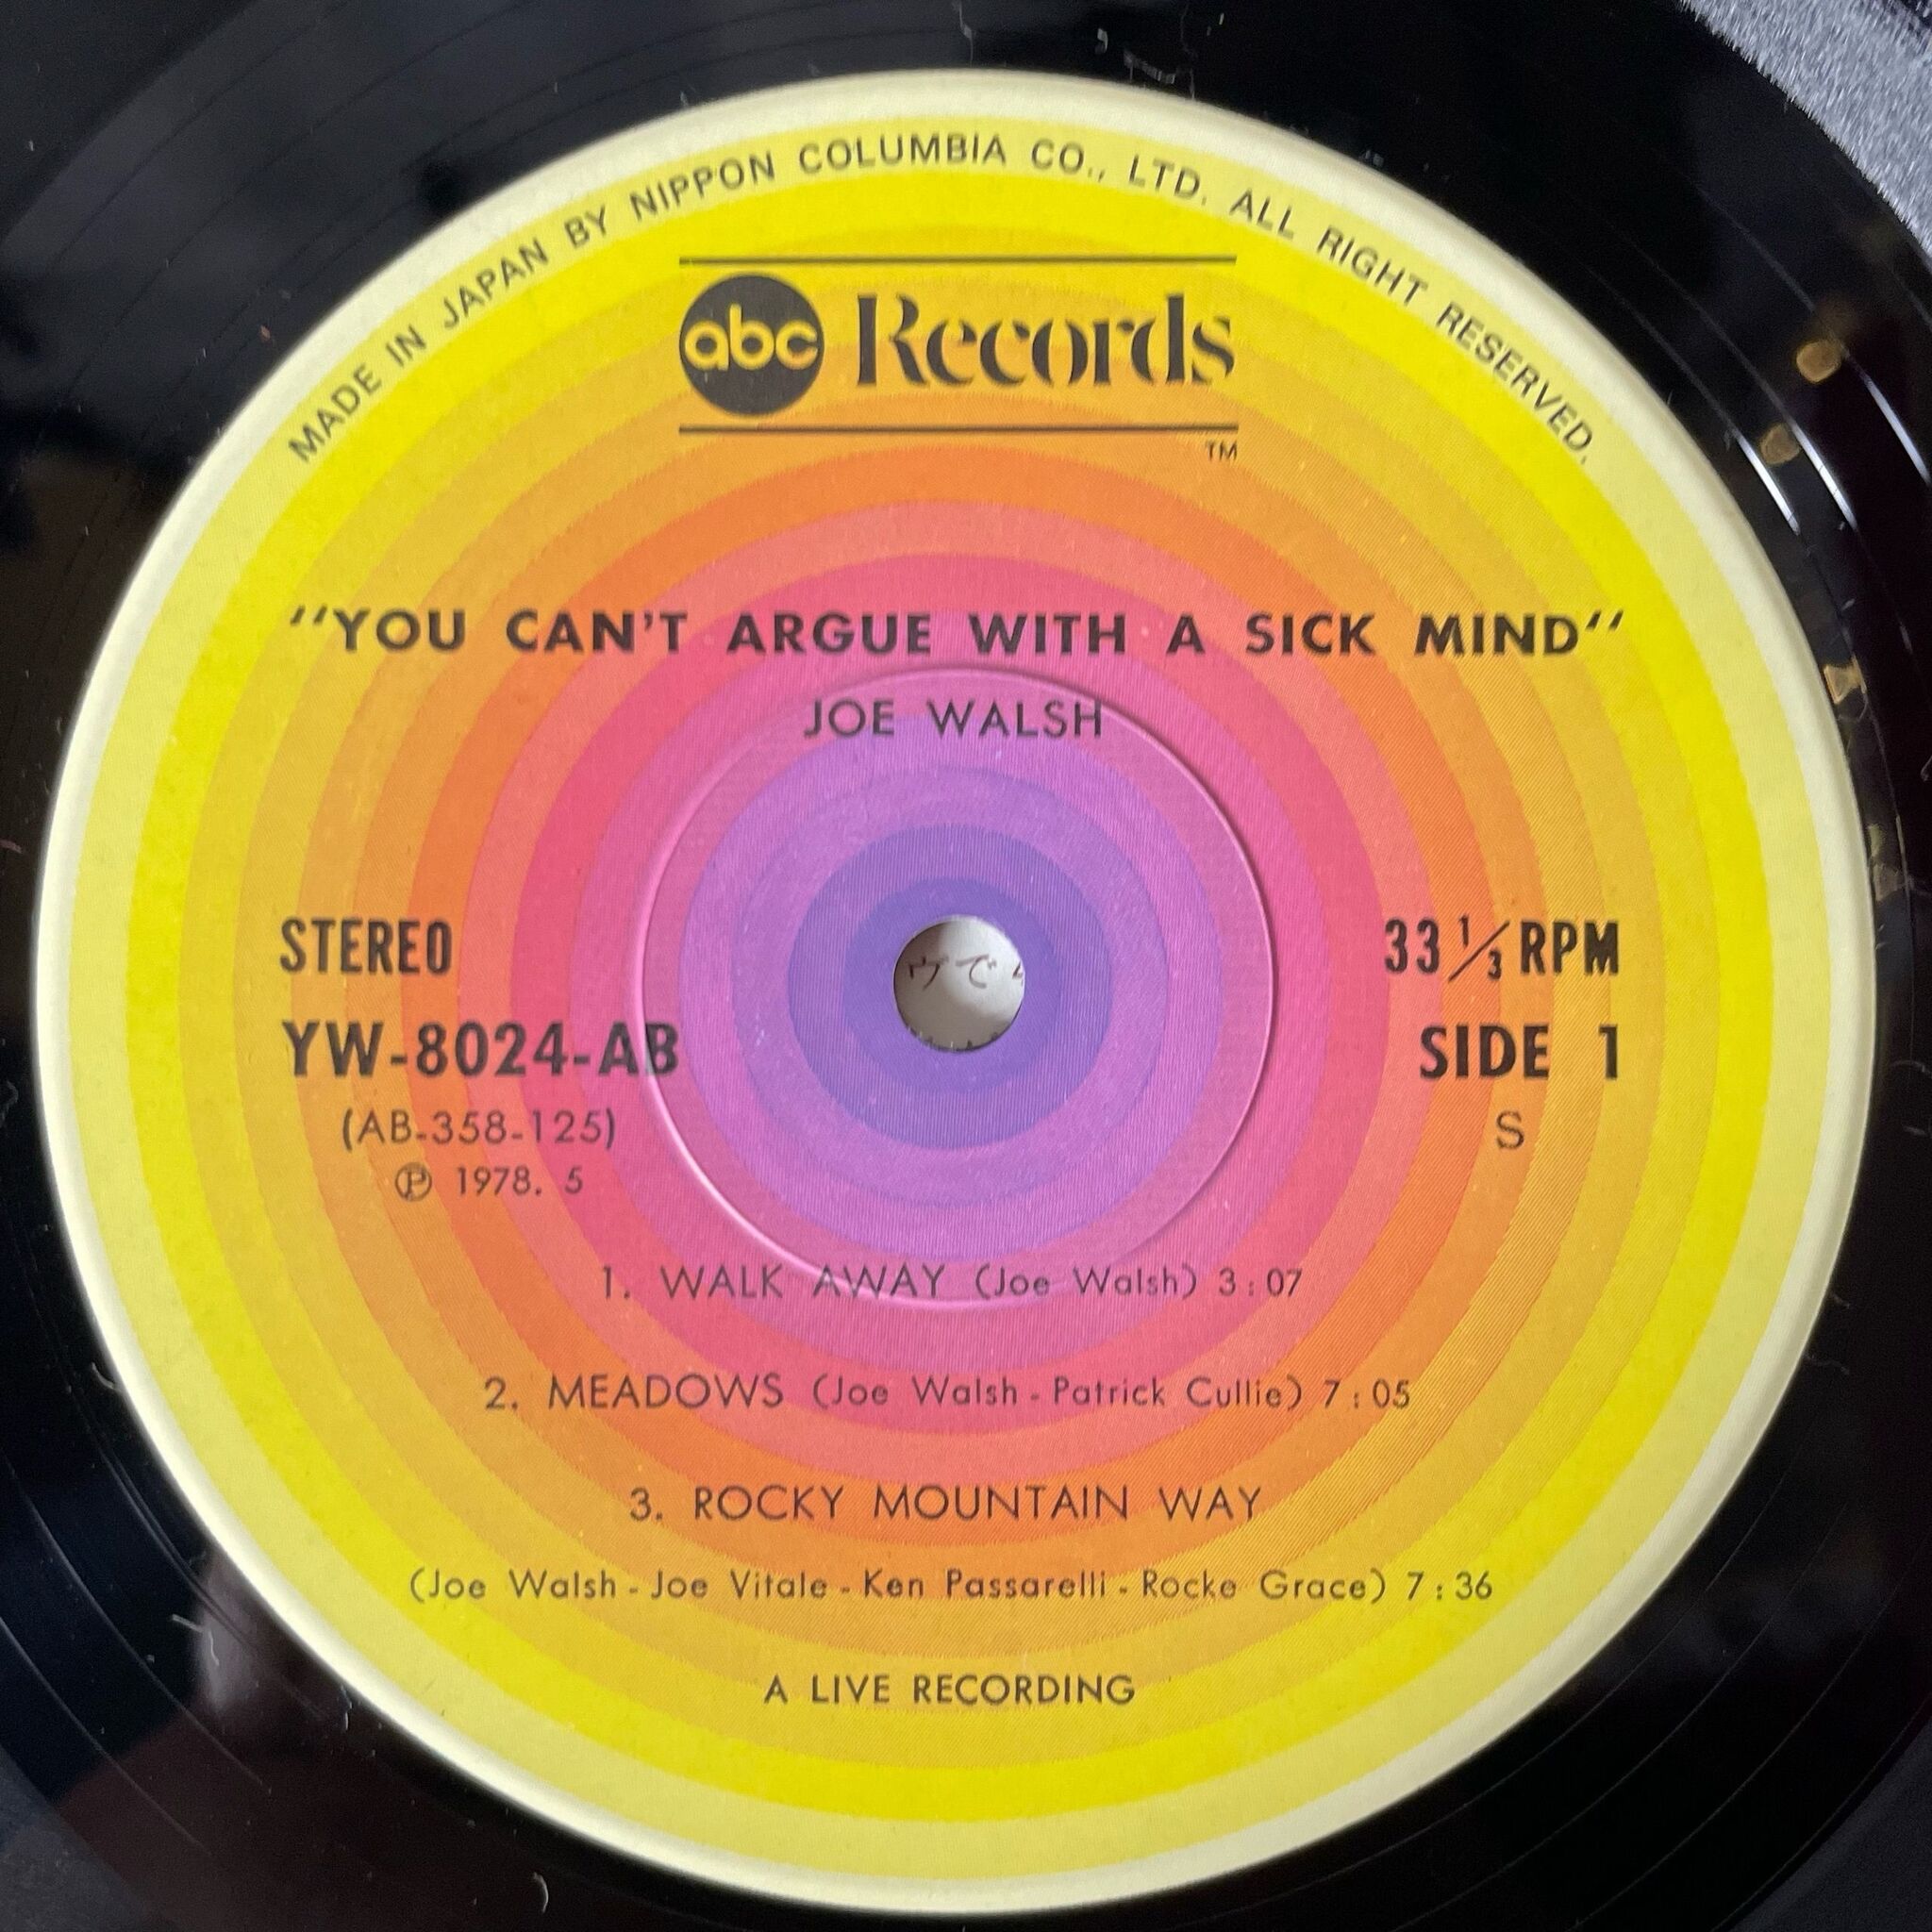 MADE IN JAPAN BY NIPPON COLUMBIA CO., LTD. ALL RIGHT RESERVED.
abc Records
TM
"YOU CAN'T ARGUE WITH A SICK MIND"
JOE WALSH
STEREO
33 1/3 RPM
YW-8024-AB
SIDE 1
(AB-358-125)
S
Ⓟ 1978. 5
1. WALK AWAY (Joe Walsh) 3:07
2. MEADOWS (Joe Walsh - Patrick Cullie) 7:05
3. ROCKY MOUNTAIN WAY
(Joe Walsh - Joe Vitale - Ken Passarelli - Rocke Grace) 7:36
A LIVE RECORDING